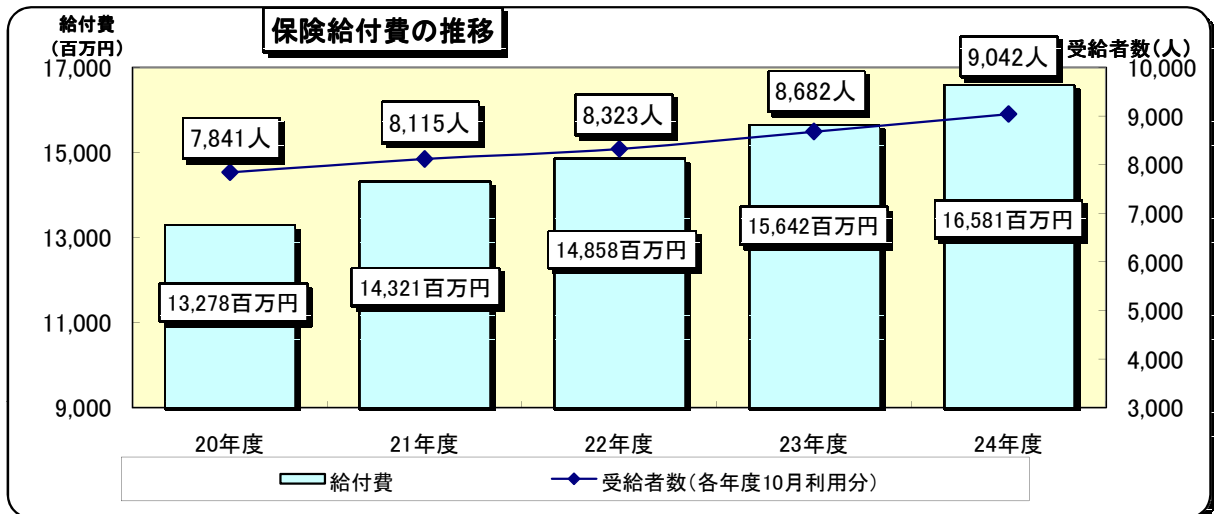 保険給付費の推移
給付費
(百万円)
受給者数(人)
17,000
15,000
13,000
11,000
9,000
10,000
9,000
8,000
7,000
6,000
5,000
4,000
3,000
7,841人
8,115人
8,323人
8,682人
9,042人
13,278百万円
14,321百万円
14,858百万円
15,642百万円
16,581百万円
20年度
21年度
22年度
23年度
24年度
給付費
受給者数(各年度10月利用分)